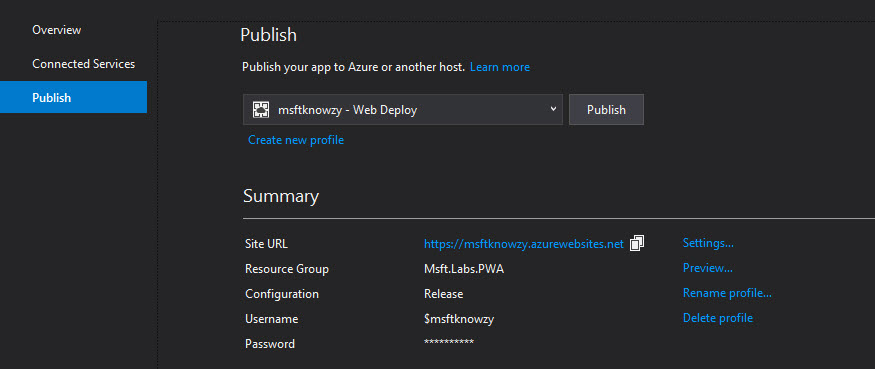 Overview
Connected Services
Publish
Publish
Publish your app to Azure or another host. Learn more
msftknowzy - Web Deploy
Publish
Create new profile
Summary
Site URL https://msftknowzy.azurewebsites.net Settings...
Resource Group Msft.Labs.PWA Preview...
Configuration Release Rename profile...
Username $msftknowzy Delete profile
Password **********